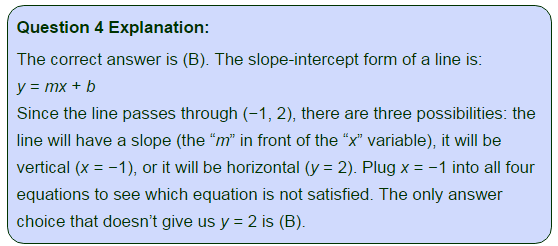 Question 4 Explanation:
The correct answer is (B). The slope-intercept form of a line is:
y = mx + b
Since the line passes through (−1, 2), there are three possibilities: the
line will have a slope (the “m” in front of the “x” variable), it will be
vertical (x = −1), or it will be horizontal (y = 2). Plug x = −1 into all four
equations to see which equation is not satisfied. The only answer
choice that doesn’t give us y = 2 is (B).